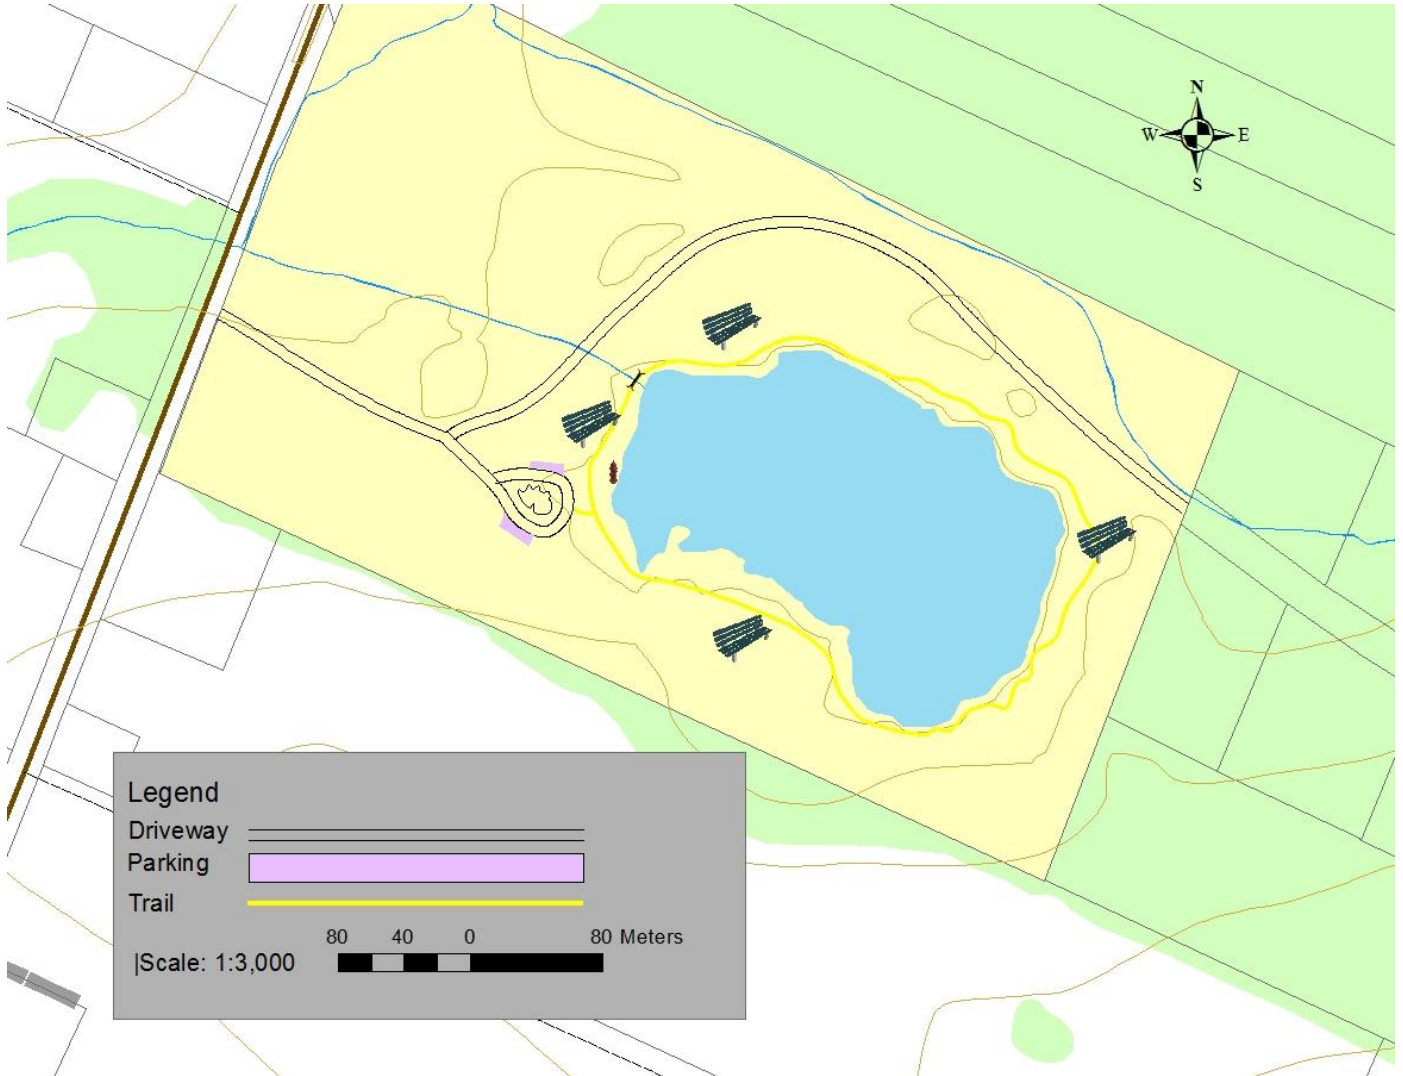 N
W E
S
Legend
Driveway
Parking
Trail
80 40 0 80 Meters
|Scale: 1:3,000